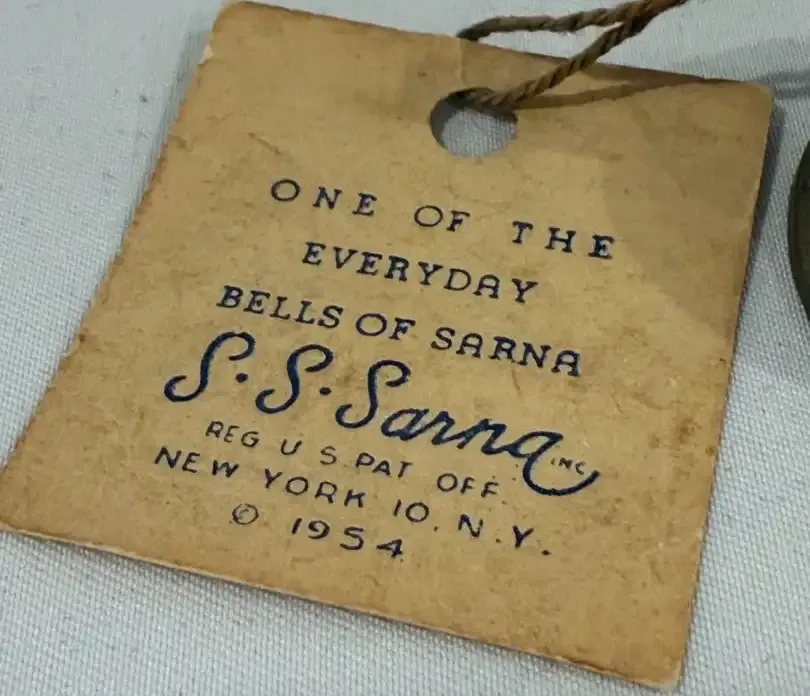 ONE OF THE
EVERYDAY
BELLS OF SARNA
S.S.Sarna INC
REG U S PAT OFF.
NEW YORK 10. N.Y.
© 1954